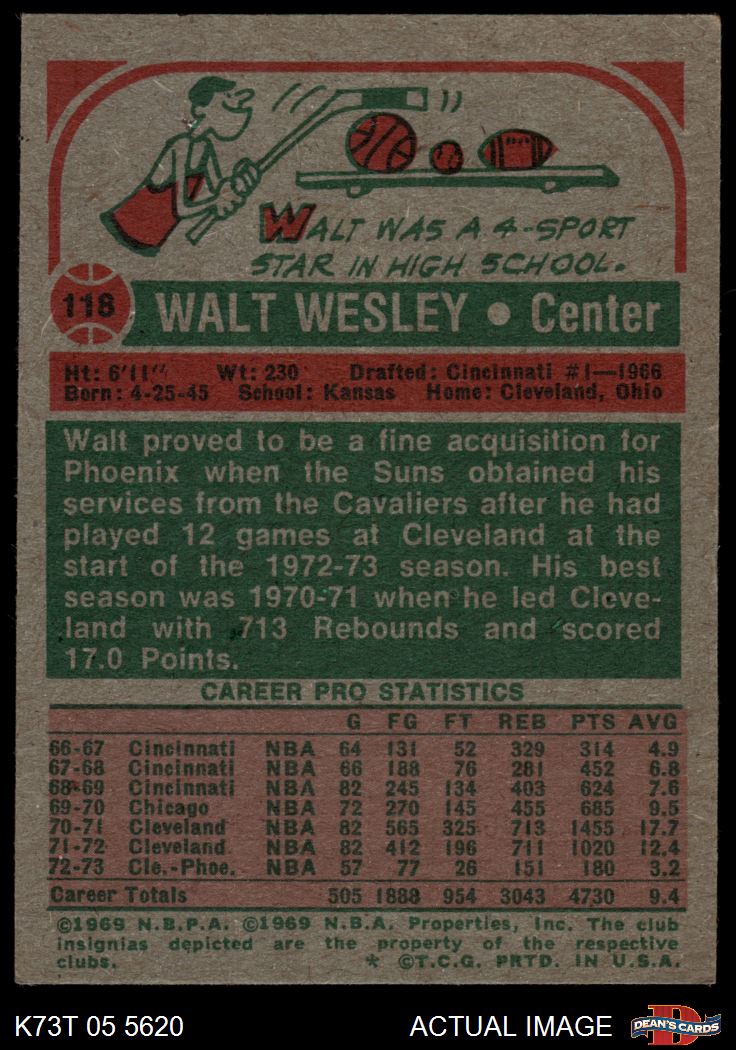 WALT WAS A 4-SPORT
STAR IN HIGH SCHOOL.
118 WALT WESLEY • Center
Ht: 6'11" Wt: 230 Drafted: Cincinnati #1—1966
Born: 4-25-45 School: Kansas Home: Cleveland, Ohio
Walt proved to be a fine acquisition for
Phoenix when the Suns obtained his
services from the Cavaliers after he had
played 12 games at Cleveland at the
start of the 1972-73 season. His best
season was 1970-71 when he led Cleve-
land with 713 Rebounds and scored
17.0 Points.
CAREER PRO STATISTICS
G FG FT REB PTS AVG
66-67 Cincinnati NBA 64 131 52 329 314 4.9
67-68 Cincinnati NBA 66 188 76 281 452 6.8
68-69 Cincinnati NBA 82 245 134 403 624 7.6
69-70 Chicago NBA 72 270 145 455 685 9.5
70-71 Cleveland NBA 82 565 325 713 1455 17.7
71-72 Cleveland NBA 82 412 196 711 1020 12.4
72-73 Cle.-Phoe. NBA 57 77 26 151 180 3.2
Career Totals 505 1888 954 3043 4730 9.4
©1969 N.B.P.A. ©1969 N.B.A. Properties, Inc. The club
insignias depicted are the property of the respective
clubs. * ©T.C.G. PRTD. IN U.S.A.
K73T 05 5620 ACTUAL IMAGE D DEAN'S CARDS